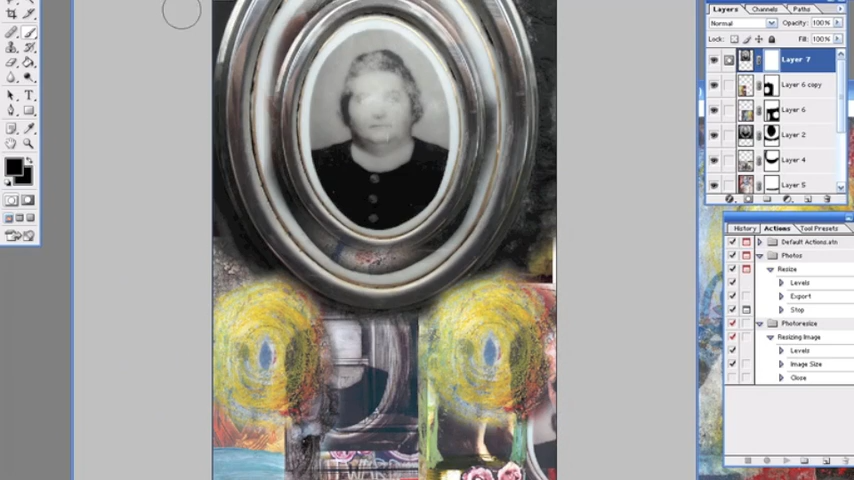 Layers Channels Paths
Normal Opacity: 100%
Lock: Fill: 100%
Layer 7
Layer 6 copy
Layer 6
Layer 2
Layer 4
Layer 5
History Actions Tool Presets
Default Actions.atn
Photos
Resize
Levels
Export
Stop
Photoresize
Resizing Image
Levels
Image Size
Close
I WANT